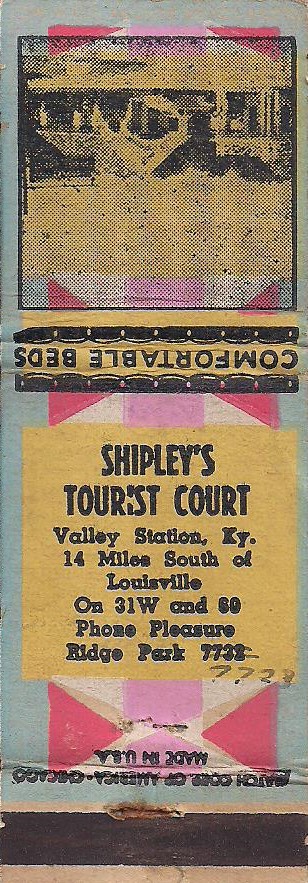 COMFORTABLE BEDS
SHIPLEY'S
TOURIST COURT
Valley Station, Ky.
14 Miles South of
Louisville
On 31W and 60
Phone Pleasure
Ridge Park 7732
7733
MADE IN U.S.A.
MATCH CORP. OF AMERICA - CHICAGO